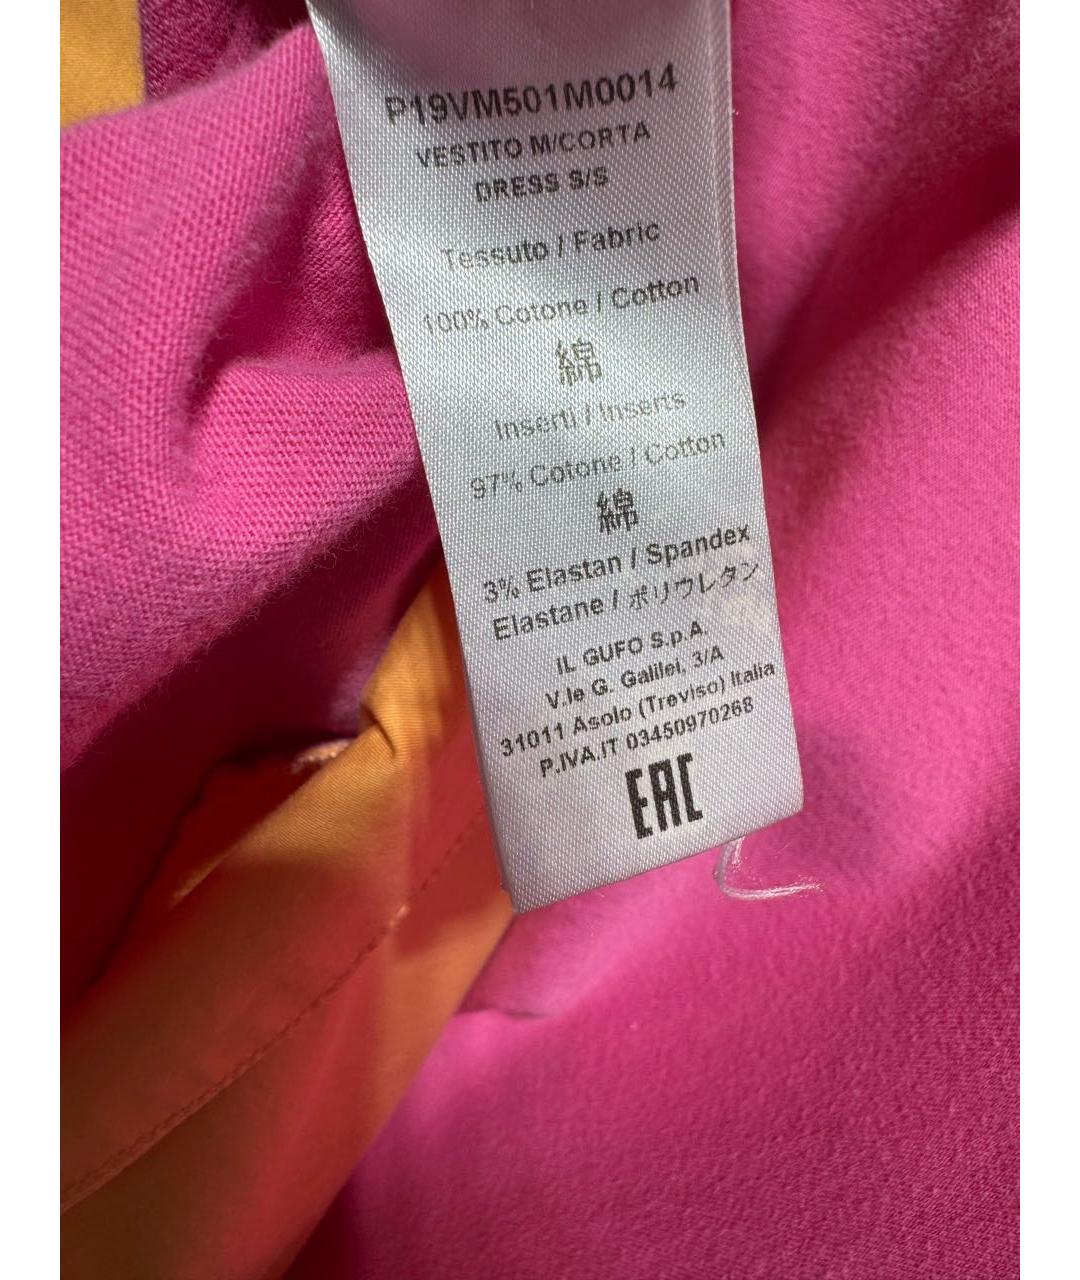 P19VM501M0014
VESTITO M/CORTA
DRESS S/S
Tessuto / Fabric
100% Cotone / Cotton
綿
Inserti / Inserts
97% Cotone / Cotton
綿
3% Elastan / Spandex
Elastane / ポリウレタン
IL GUFO S.p.A.
V.le G. Galilei, 3/A
31011 Asolo (Treviso) Italia
P.IVA.IT 03450970268
EAC